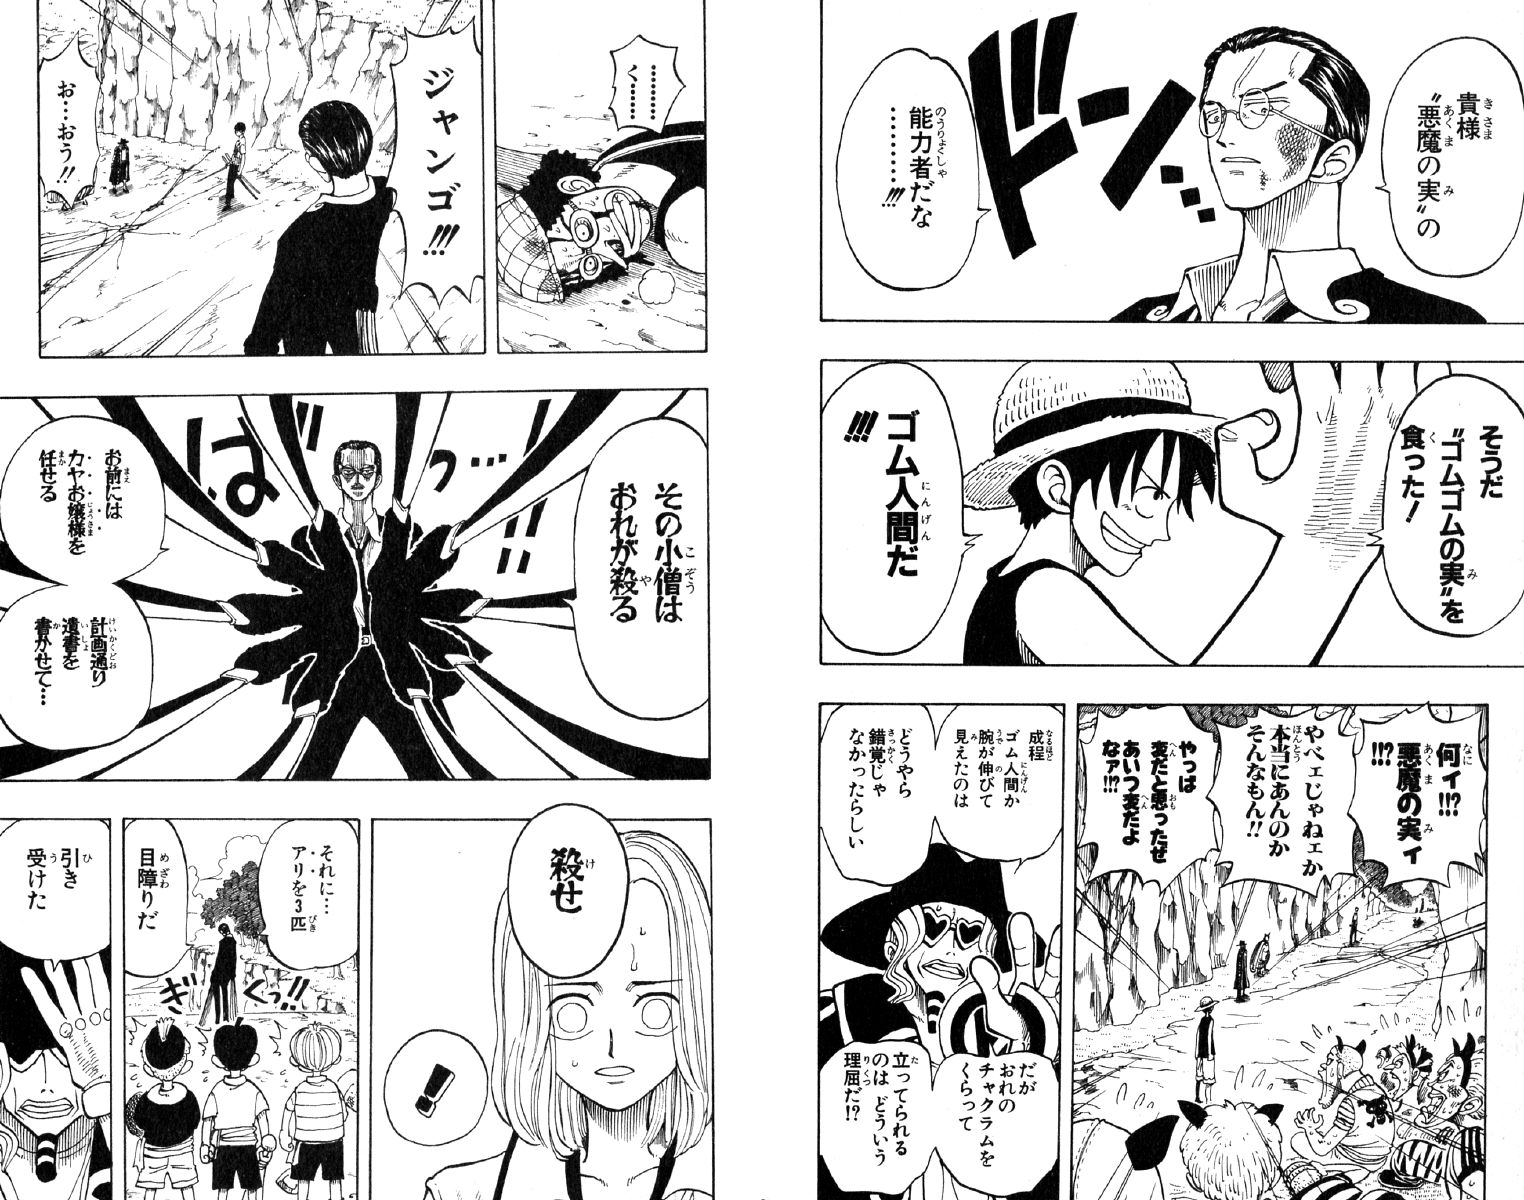 貴様
〝悪魔の実〟の
能力者だな
………!!!
ドン…
そうだ
〝ゴムゴムの実〟を
食った!
ゴム人間だ
!!!
何ィ!!!?
悪魔の実ィ
!!!?
やべェじゃねェか
本当にあんのか
そんなもん!!
やっぱ
変だと思ったぜ
あいつ変だよ
なァ!!!?
成程
ゴム人間か
腕が伸びて
見えたのは
どうやら
錯覚じゃ
なかったらしい
だが
おれの
チャクラムを
くらって
立ってられる
のは どういう
理屈だ!?
………
く………
ジャンゴ!!!
お…おう!!
その小僧は
おれが殺る
ばっ…!!
お前には
カヤお嬢様を
任せる
計画通り
遺書を
書かせて…
殺せ
!
それに…
アリを3匹
目障りだ
ぎくっ!!
引き
受けた